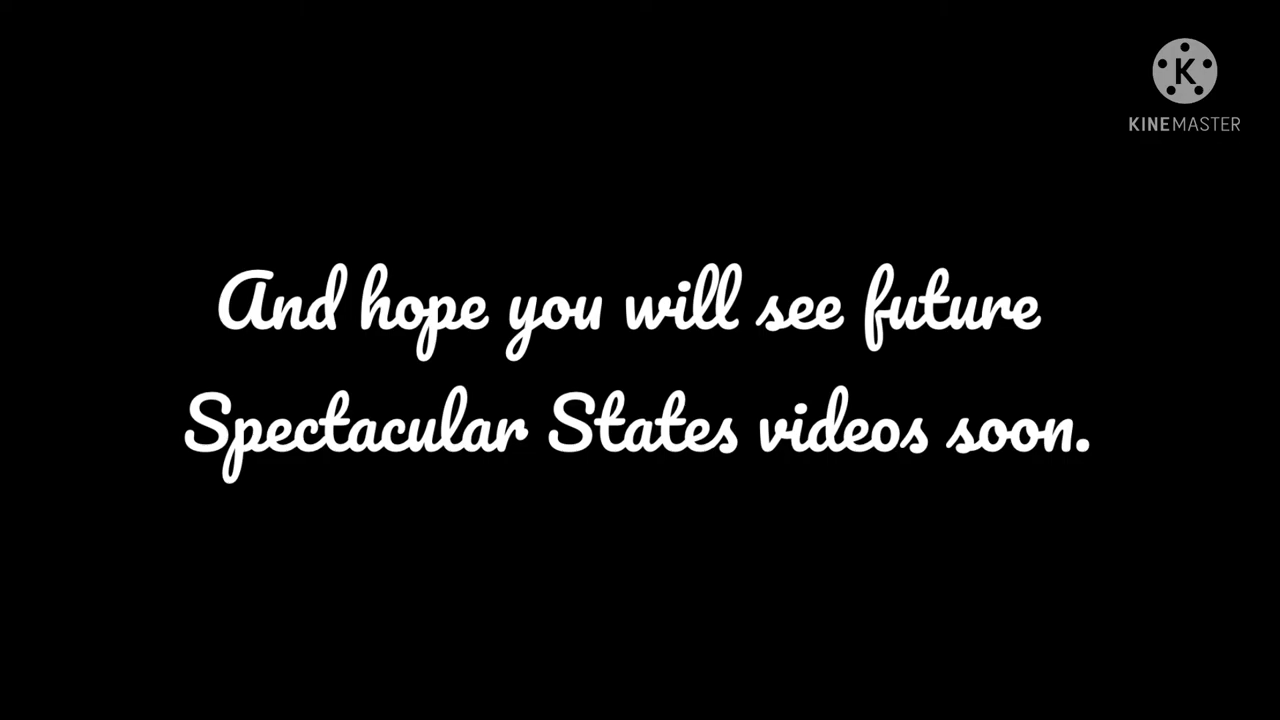 K
KINEMASTER
And hope you will see future
Spectacular States videos soon.